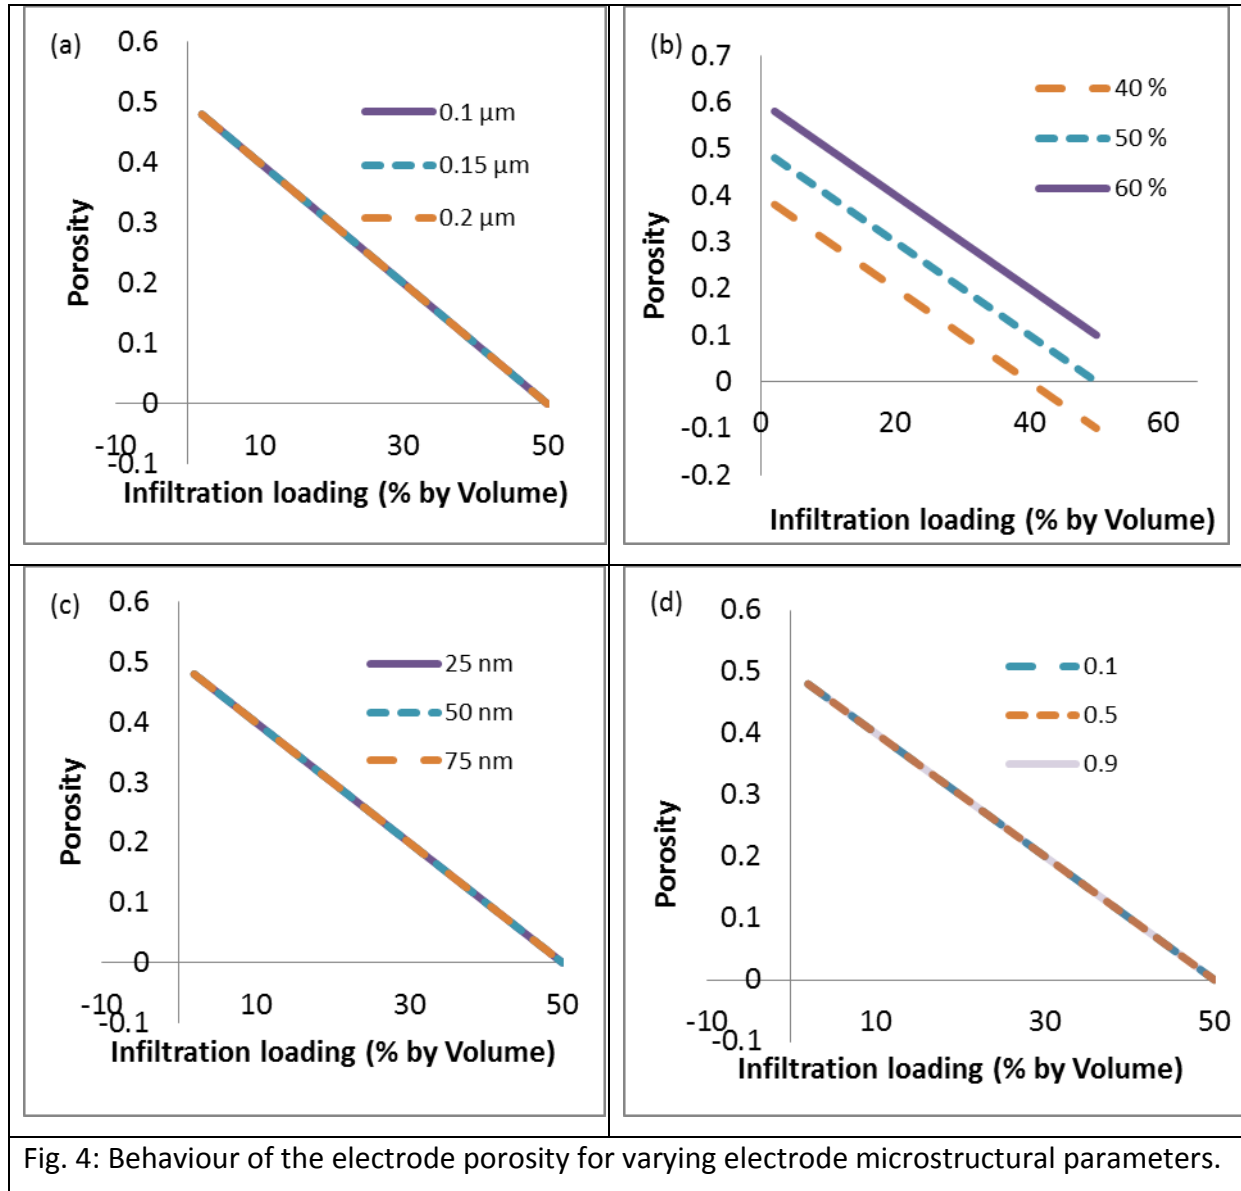 (a)
0.6
0.5
0.4
0.3
0.2
0.1
0
-0.1
-10
10
30
50
Porosity
Infiltration loading (% by Volume)
0.1 µm
0.15 µm
0.2 µm
(b)
0.7
0.6
0.5
0.4
0.3
0.2
0.1
0
-0.1
-0.2
0
20
40
60
Porosity
Infiltration loading (% by Volume)
40 %
50 %
60 %
(c)
0.6
0.5
0.4
0.3
0.2
0.1
0
-0.1
-10
10
30
50
Porosity
Infiltration loading (% by Volume)
25 nm
50 nm
75 nm
(d)
0.6
0.5
0.4
0.3
0.2
0.1
0
-0.1
-10
10
30
50
Porosity
Infiltration loading (% by Volume)
0.1
0.5
0.9
Fig. 4: Behaviour of the electrode porosity for varying electrode microstructural parameters.